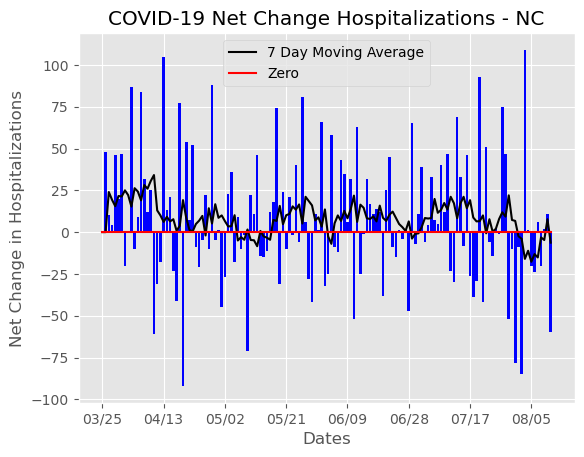 COVID-19 Net Change Hospitalizations - NC
7 Day Moving Average
Zero
Net Change in Hospitalizations
100
75
50
25
0
−25
−50
−75
−100
03/25 04/13 05/02 05/21 06/09 06/28 07/17 08/05
Dates